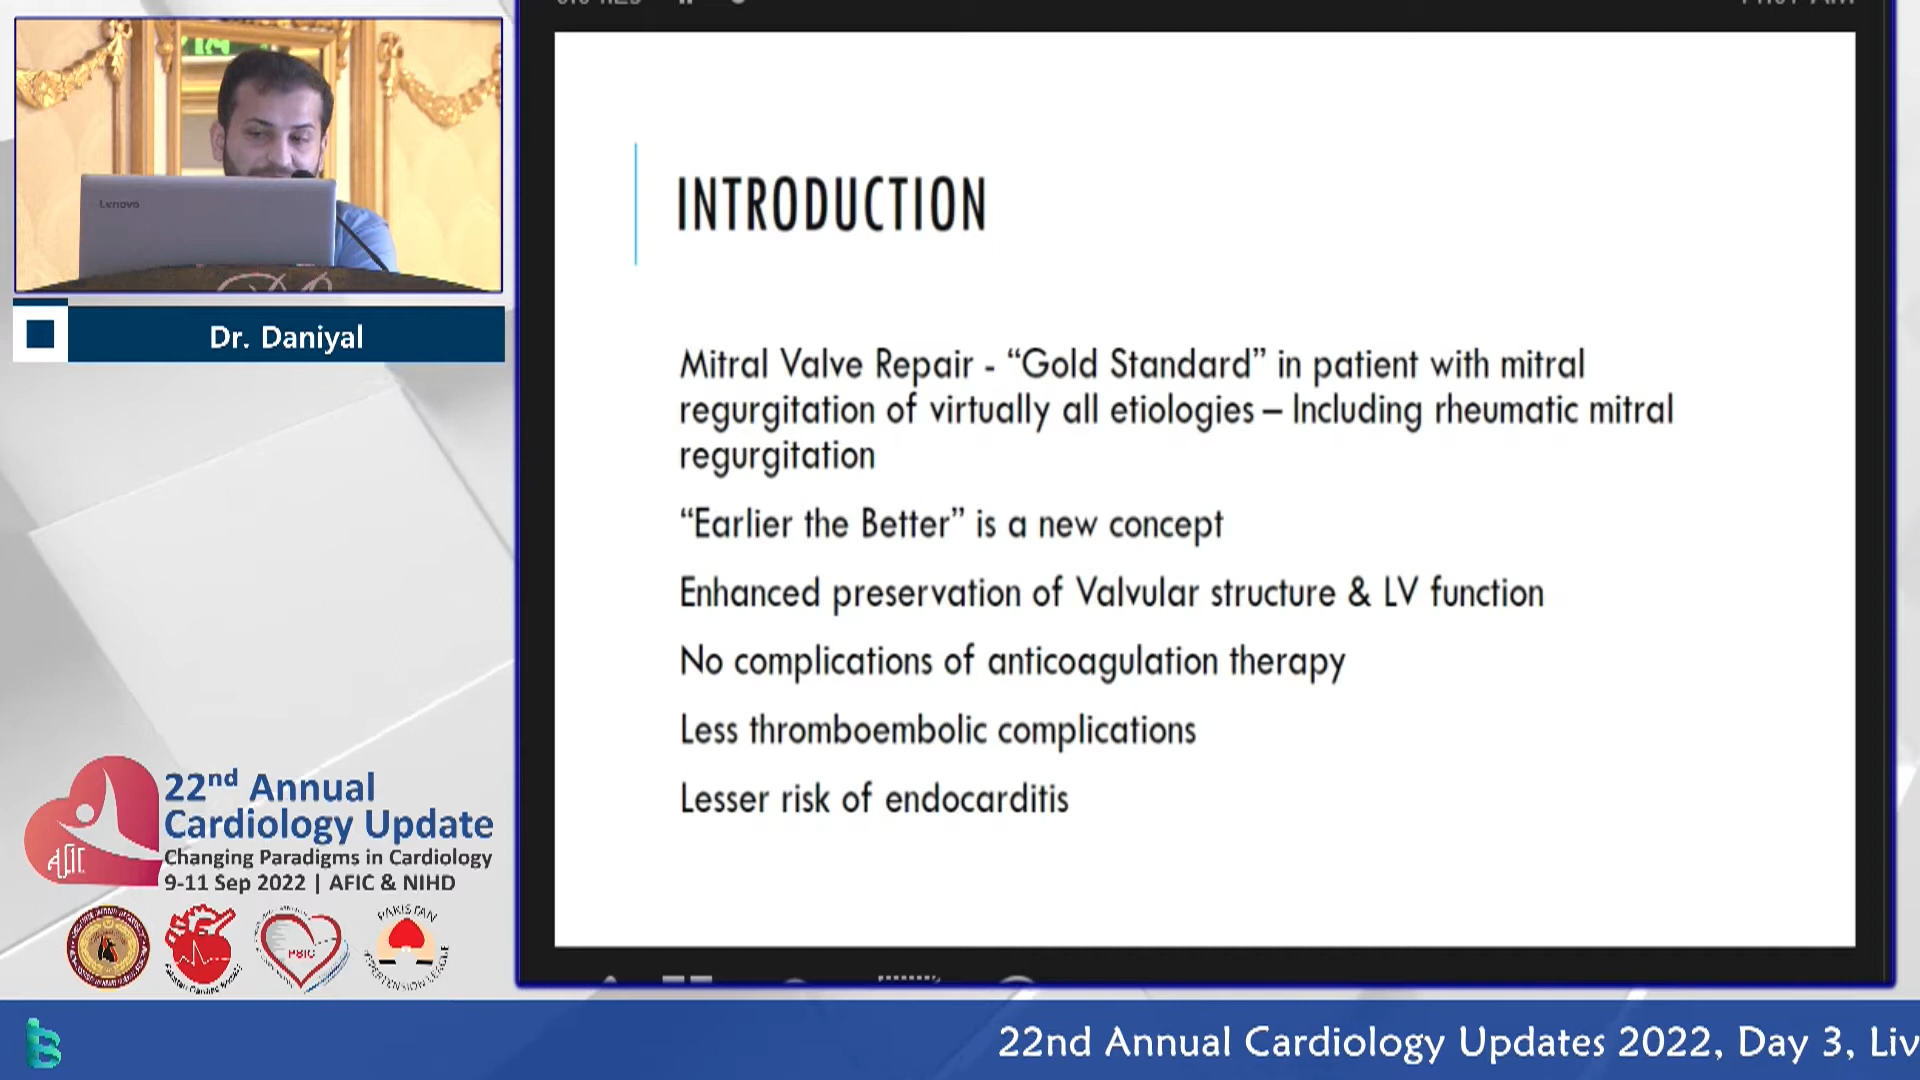 Lenovo
Dr. Daniyal
INTRODUCTION
Mitral Valve Repair - “Gold Standard” in patient with mitral
regurgitation of virtually all etiologies – Including rheumatic mitral
regurgitation
“Earlier the Better” is a new concept
Enhanced preservation of Valvular structure & LV function
No complications of anticoagulation therapy
Less thromboembolic complications
Lesser risk of endocarditis
AFIC
22nd Annual
Cardiology Update
Changing Paradigms in Cardiology
9-11 Sep 2022 | AFIC & NIHD
PAKISTAN
HYPERTENSION LEAGUE
22nd Annual Cardiology Updates 2022, Day 3, Liv